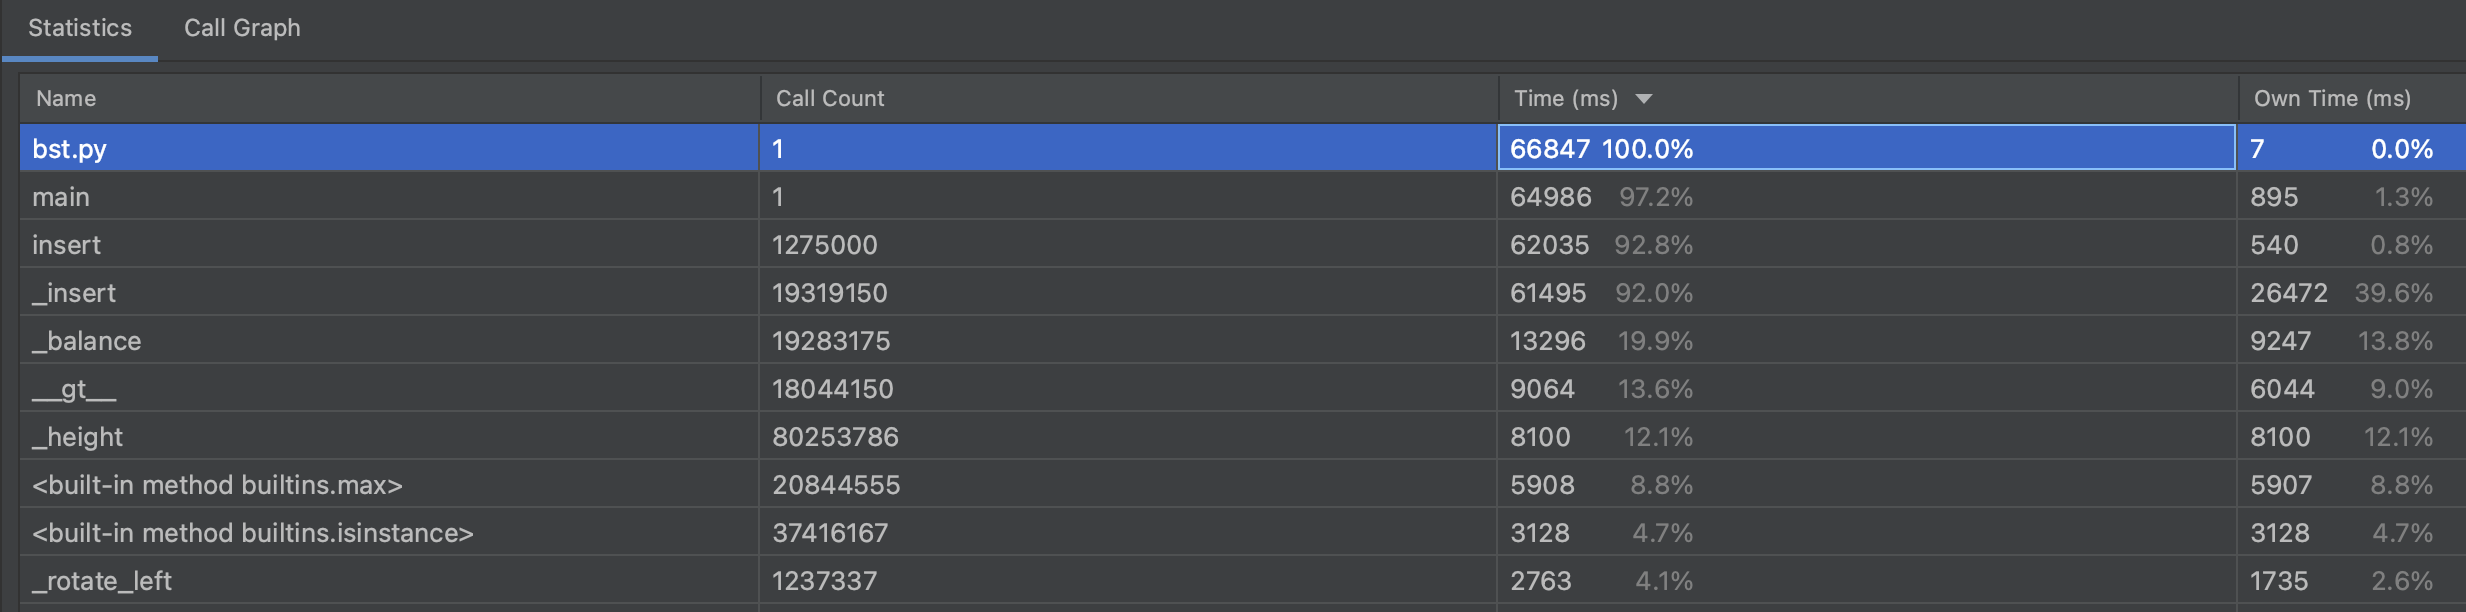 Statistics Call Graph
Name Call Count Time (ms) Own Time (ms)
bst.py 1 66847 100.0% 7 0.0%
main 1 64986 97.2% 895 1.3%
insert 1275000 62035 92.8% 540 0.8%
_insert 19319150 61495 92.0% 26472 39.6%
_balance 19283175 13296 19.9% 9247 13.8%
__gt__ 18044150 9064 13.6% 6044 9.0%
_height 80253786 8100 12.1% 8100 12.1%
<built-in method builtins.max> 20844555 5908 8.8% 5907 8.8%
<built-in method builtins.isinstance> 37416167 3128 4.7% 3128 4.7%
_rotate_left 1237337 2763 4.1% 1735 2.6%